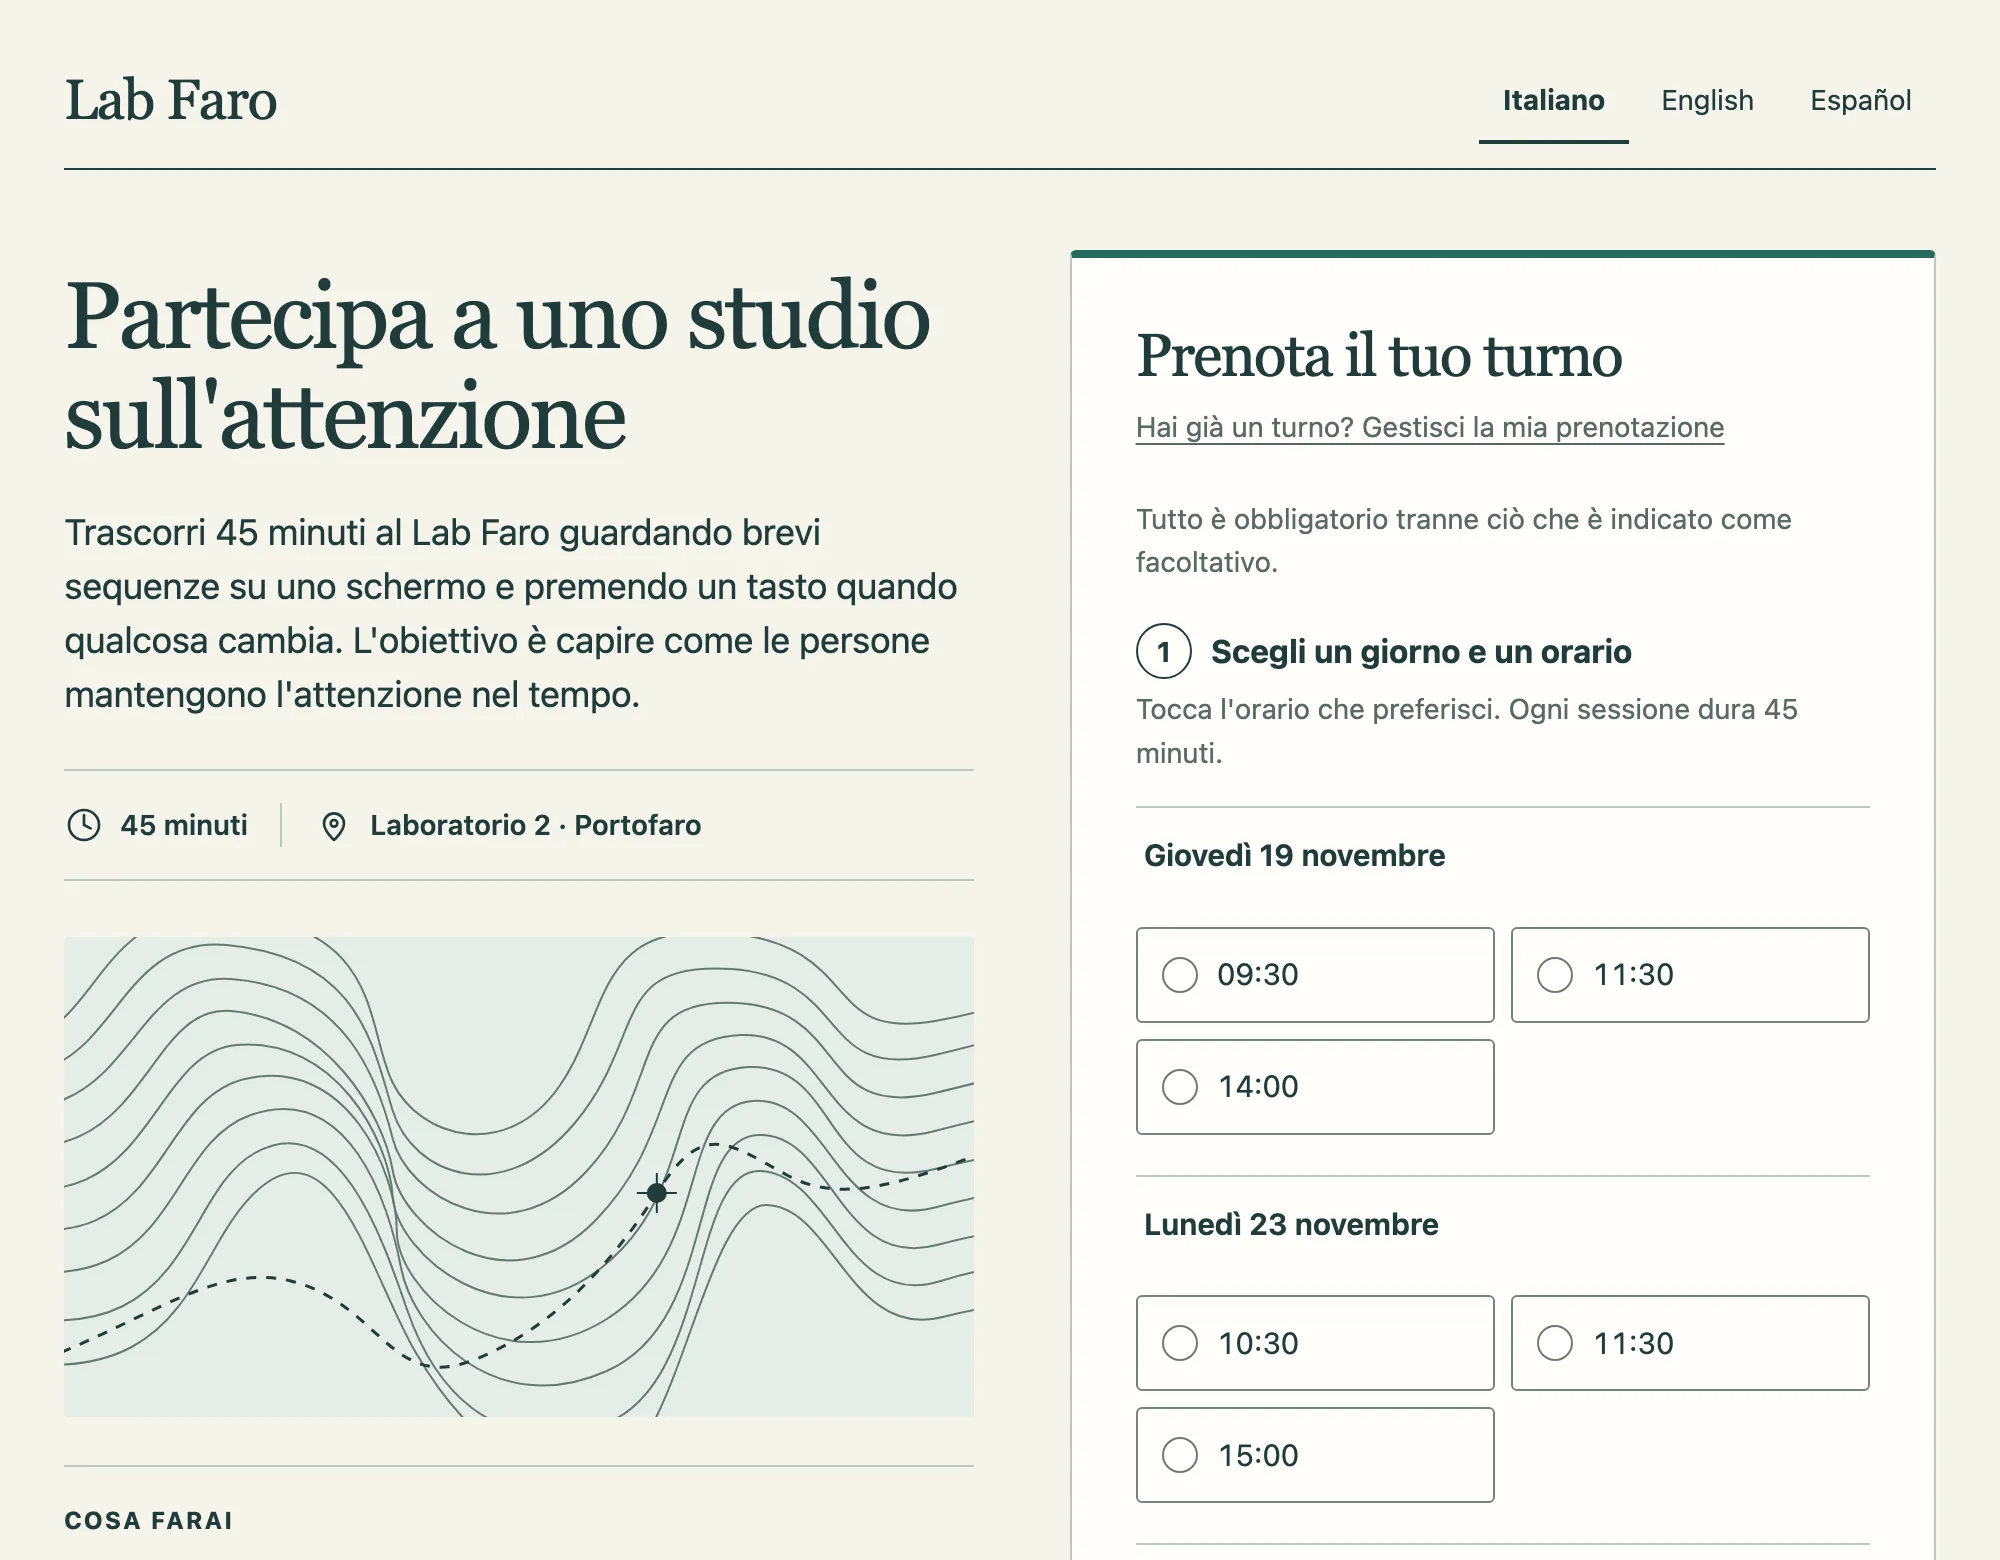 Lab Faro
Italiano
English
Español
Partecipa a uno studio
sull'attenzione
Trascorri 45 minuti al Lab Faro guardando brevi
sequenze su uno schermo e premendo un tasto quando
qualcosa cambia. L'obiettivo è capire come le persone
mantengono l'attenzione nel tempo.
45 minuti
Laboratorio 2 · Portofaro
COSA FARAI
Prenota il tuo turno
Hai già un turno? Gestisci la mia prenotazione
Tutto è obbligatorio tranne ciò che è indicato come
facoltativo.
1 Scegli un giorno e un orario
Tocca l'orario che preferisci. Ogni sessione dura 45
minuti.
Giovedì 19 novembre
09:30
11:30
14:00
Lunedì 23 novembre
10:30
11:30
15:00